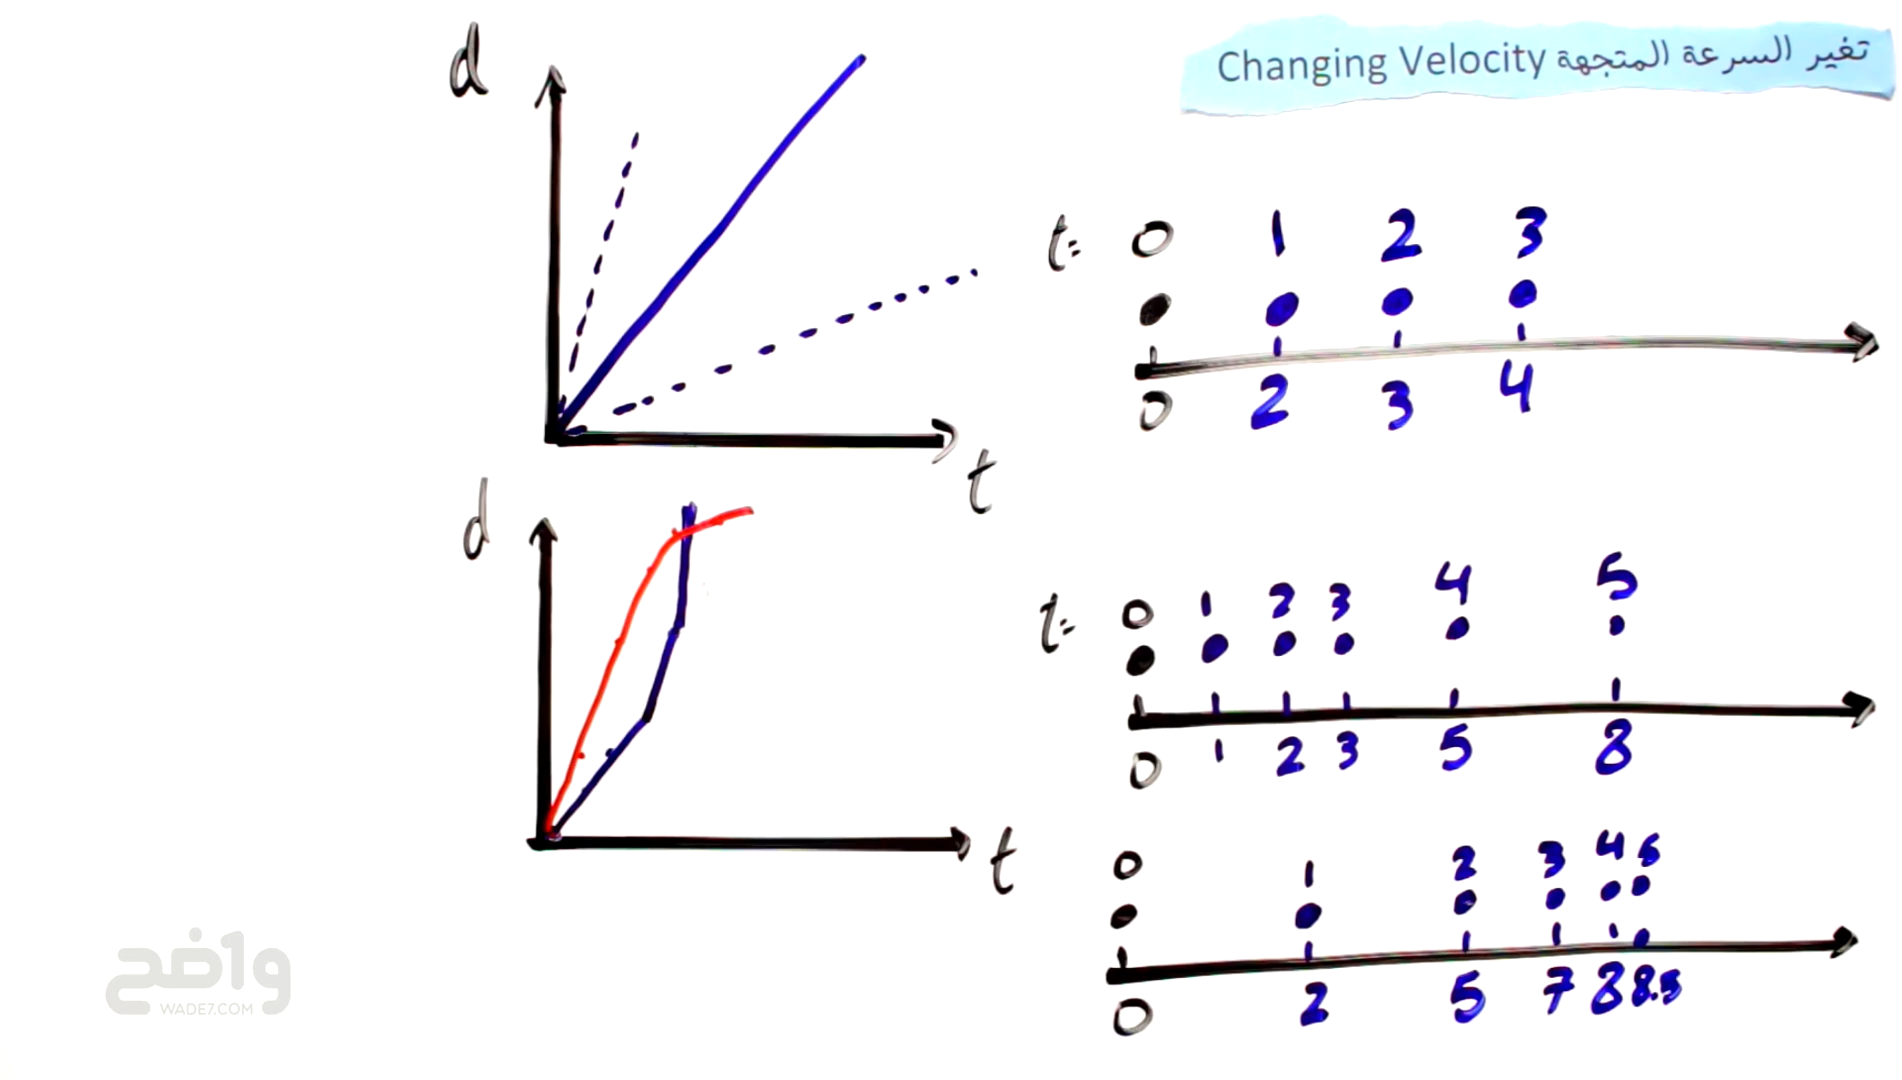 تغير السرعة المتجهة Changing Velocity
d
t
t= 0 1 2 3
0 2 3 4
d
t
t= 0 1 2 3 4 5
0 1 2 3 5 8
0 1 2 3 4 5
0 2 5 7 8 8.5
واضح
WADE7.COM